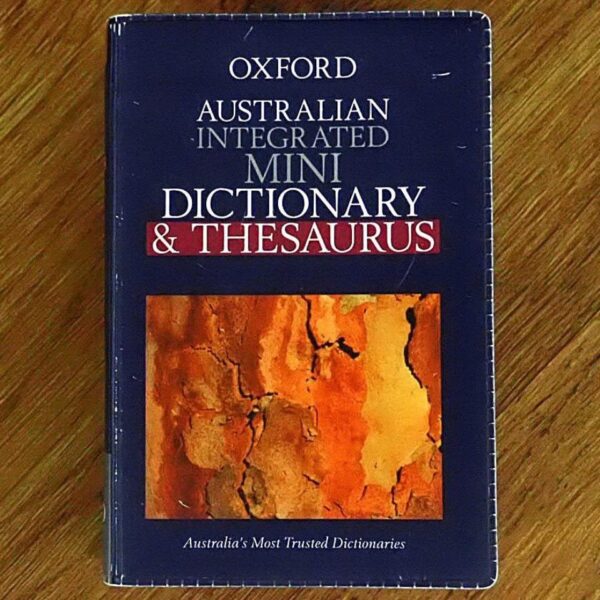 OXFORD
AUSTRALIAN
INTEGRATED
MINI
DICTIONARY
& THESAURUS
Australia's Most Trusted Dictionaries